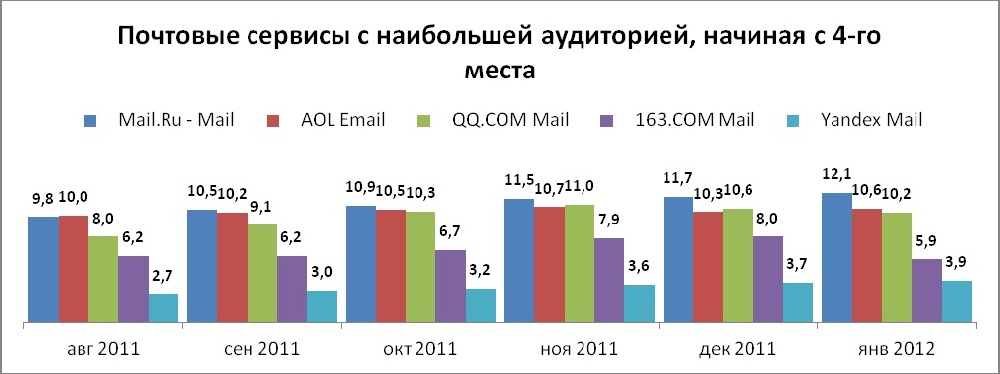 Почтовые сервисы с наибольшей аудиторией, начиная с 4-го
места
Mail.Ru - Mail AOL Email QQ.COM Mail 163.COM Mail Yandex Mail
9,8 10,0 8,0 6,2 2,7 10,5 10,2 9,1 6,2 3,0 10,9 10,5 10,3 6,7 3,2 11,5 10,7 11,0 7,9 3,6 11,7 10,3 10,6 8,0 3,7 12,1 10,6 10,2 5,9 3,9
авг 2011 сен 2011 окт 2011 ноя 2011 дек 2011 янв 2012